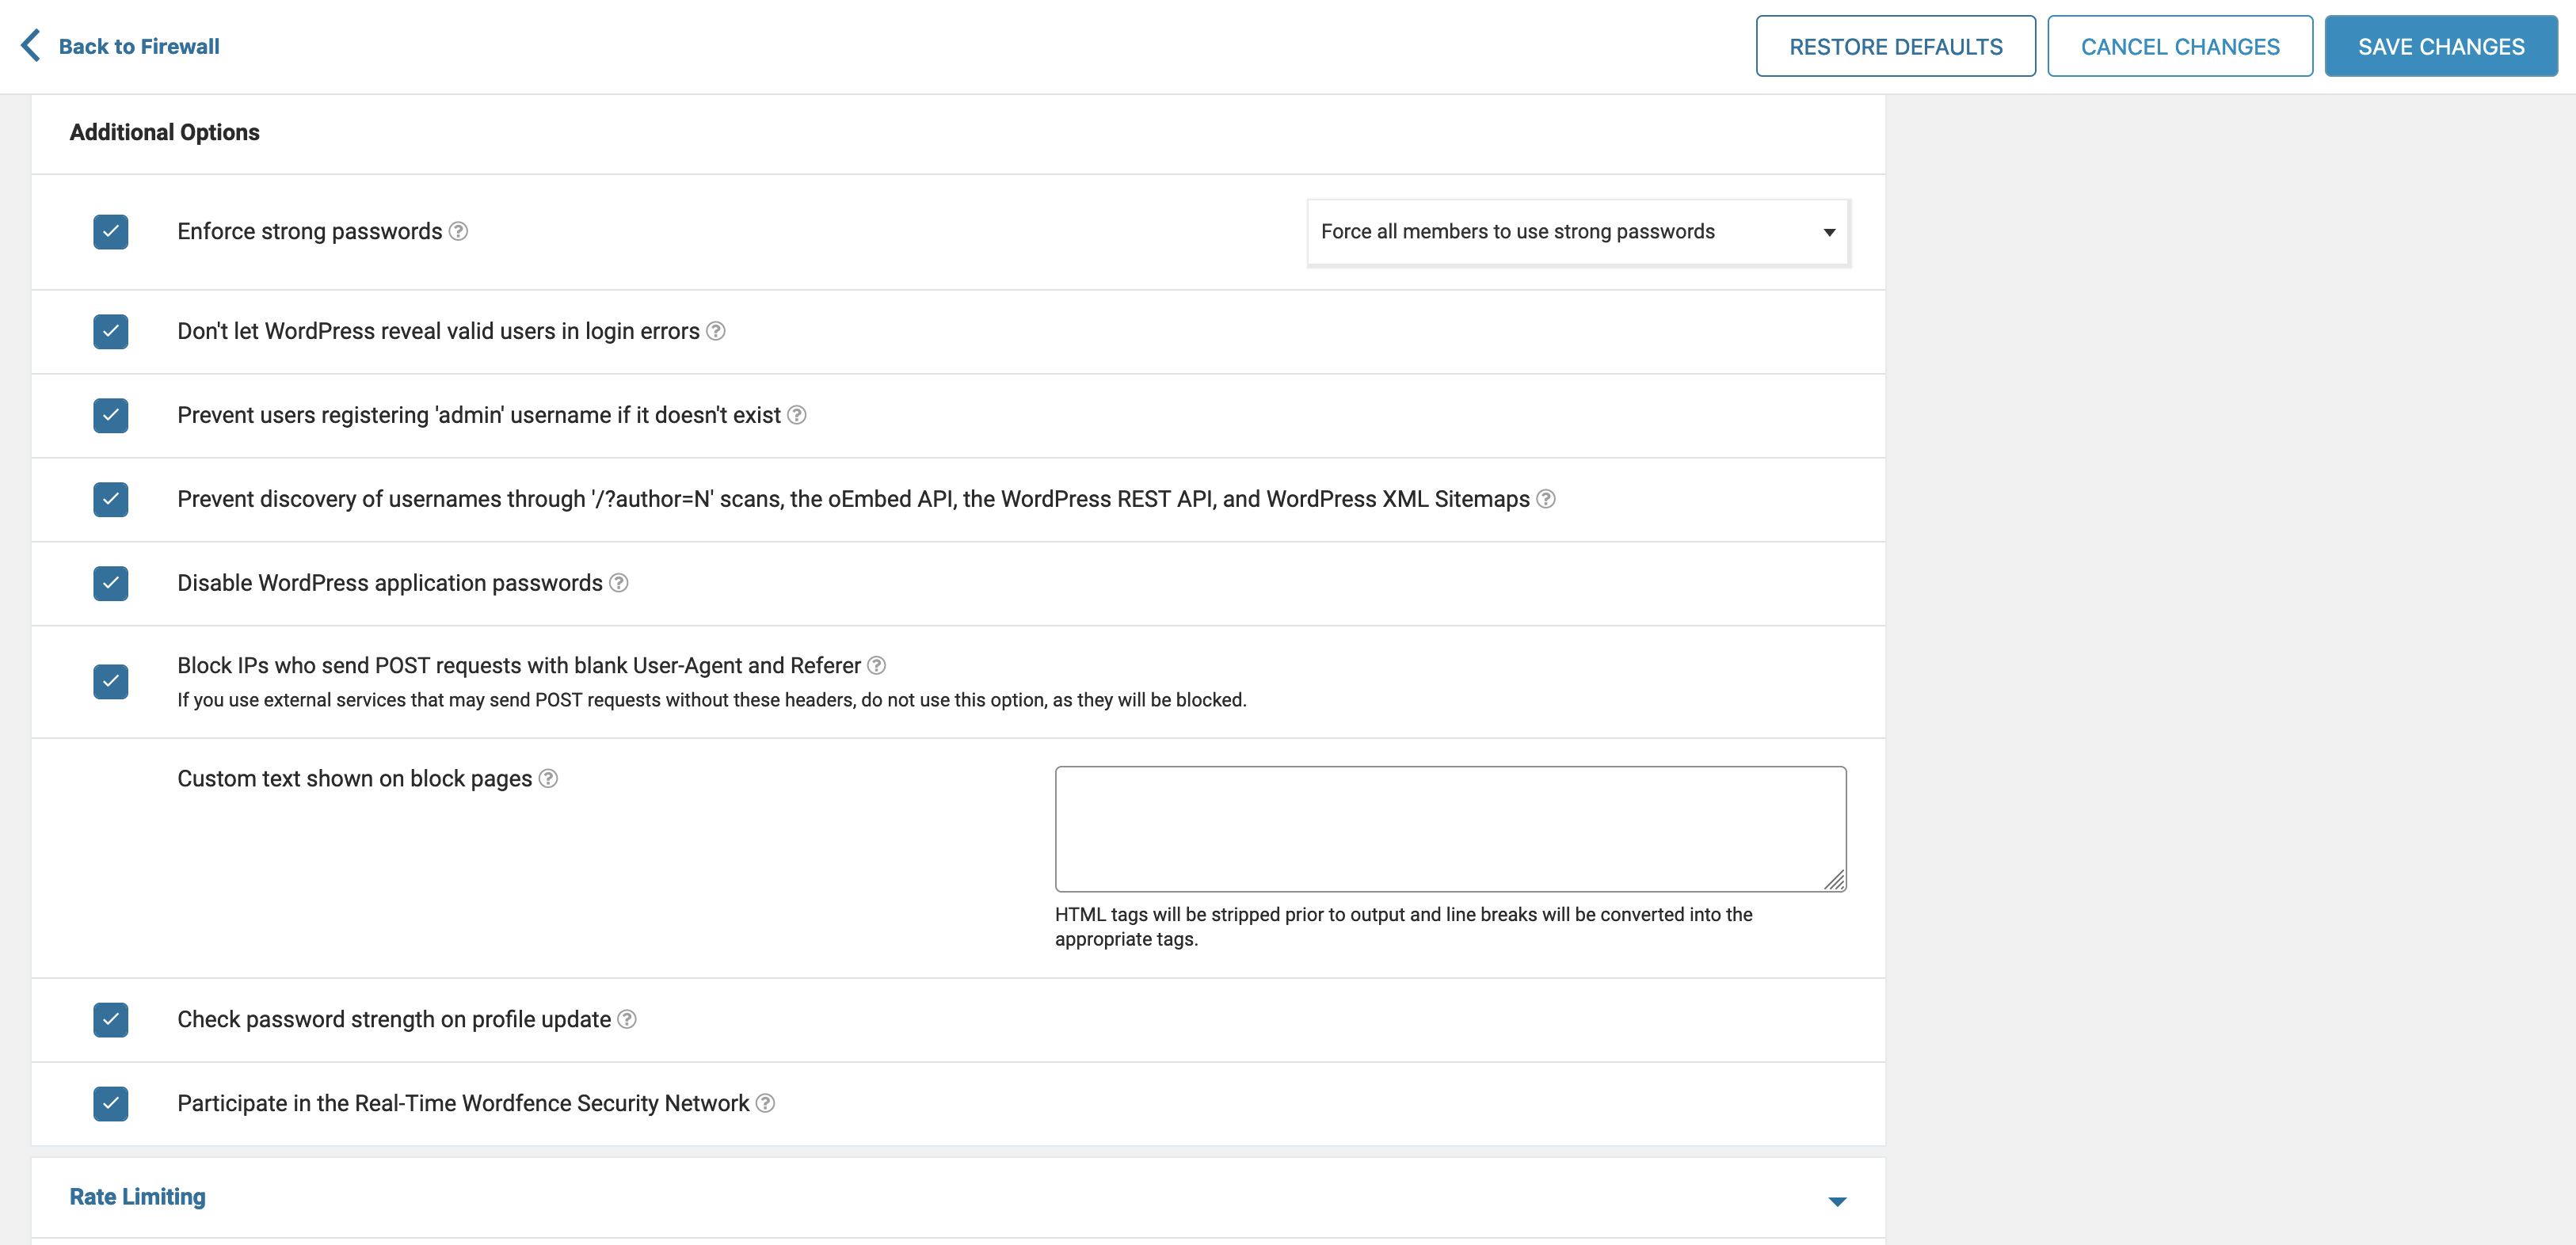 Back to Firewall
RESTORE DEFAULTS
CANCEL CHANGES
SAVE CHANGES
Additional Options
Enforce strong passwords
Force all members to use strong passwords
Don't let WordPress reveal valid users in login errors
Prevent users registering 'admin' username if it doesn't exist
Prevent discovery of usernames through '/?author=N' scans, the oEmbed API, the WordPress REST API, and WordPress XML Sitemaps
Disable WordPress application passwords
Block IPs who send POST requests with blank User-Agent and Referer
If you use external services that may send POST requests without these headers, do not use this option, as they will be blocked.
Custom text shown on block pages
HTML tags will be stripped prior to output and line breaks will be converted into the
appropriate tags.
Check password strength on profile update
Participate in the Real-Time Wordfence Security Network
Rate Limiting